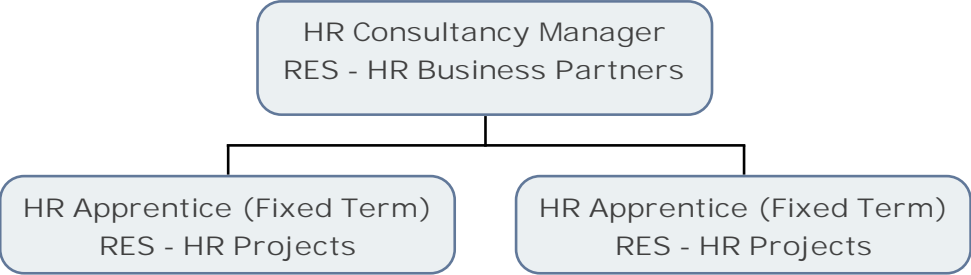 HR Consultancy Manager
RES - HR Business Partners
HR Apprentice (Fixed Term)
RES - HR Projects
HR Apprentice (Fixed Term)
RES - HR Projects